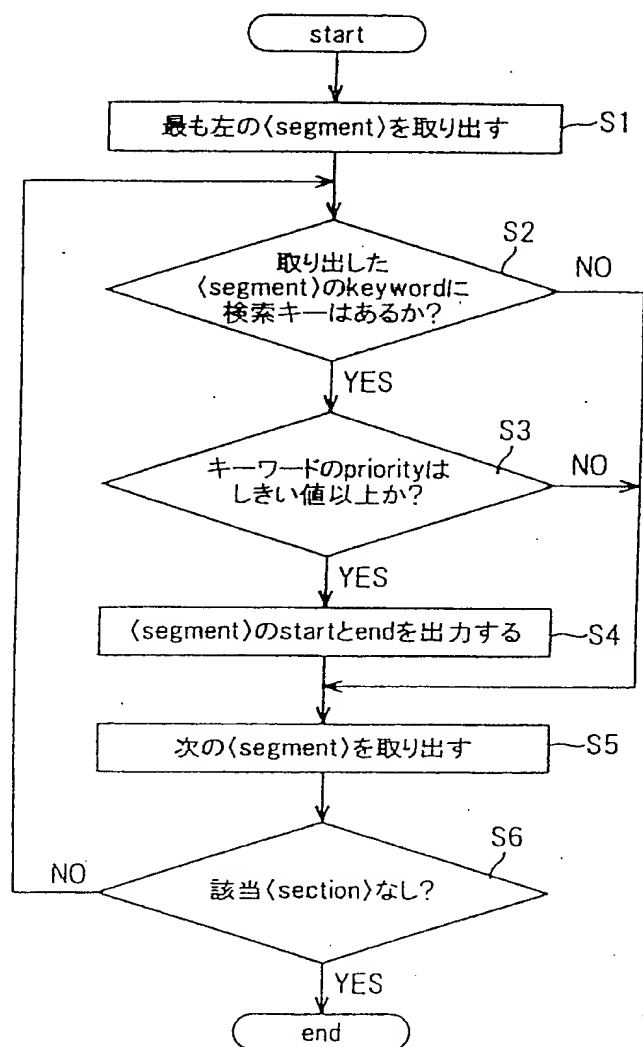 start
最も左の〈segment〉を取り出す
S1
S2
取り出した
〈segment〉のkeywordに
検索キーはあるか?
NO
YES
S3
キーワードのpriorityは
しきい値以上か?
NO
YES
〈segment〉のstartとendを出力する
S4
次の〈segment〉を取り出す
S5
S6
該当〈section〉なし?
NO
YES
end